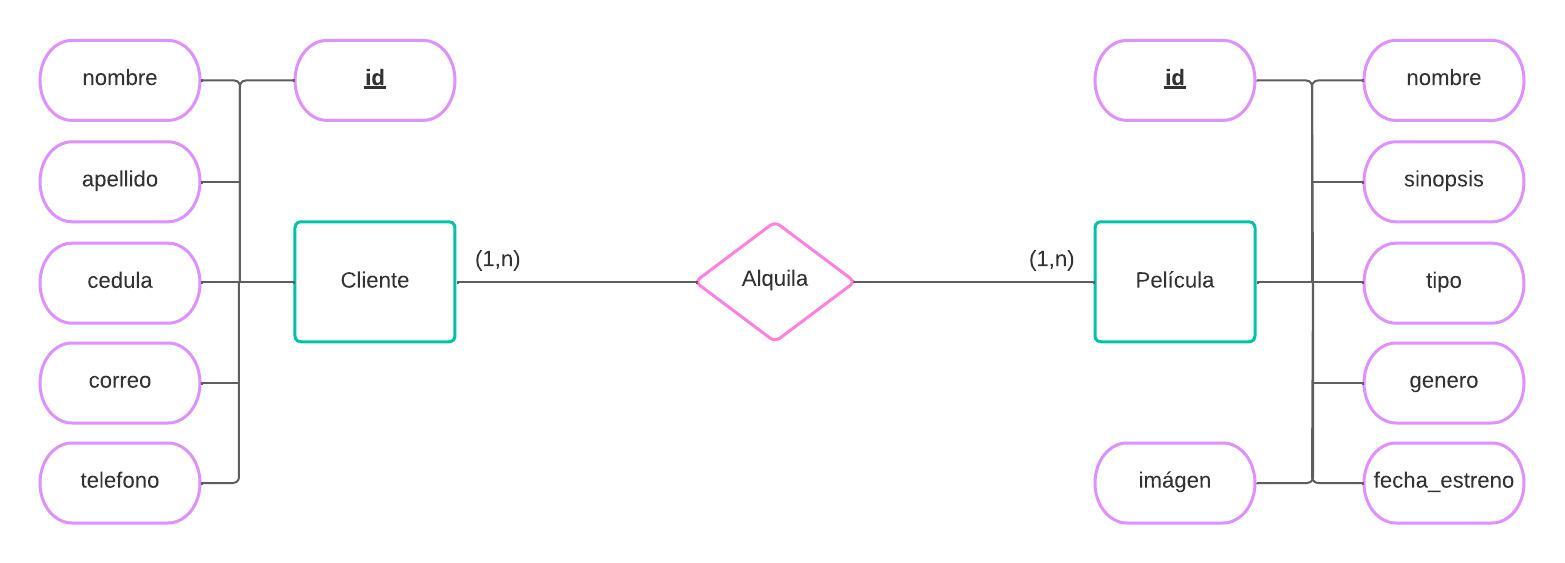 nombre
id
id
nombre
apellido
sinopsis
cedula
Cliente
(1,n)
Alquila
(1,n)
Película
tipo
correo
genero
telefono
imágen
fecha_estreno